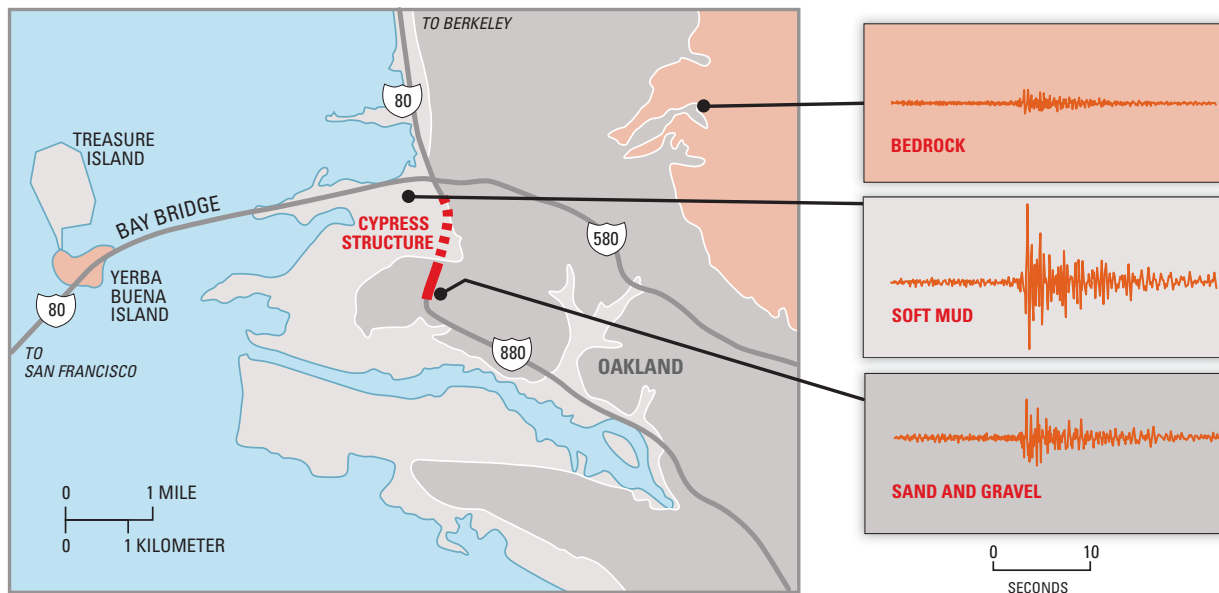 TO BERKELEY
80
TREASURE
ISLAND
BAY BRIDGE
CYPRESS
STRUCTURE
580
YERBA
BUENA
ISLAND
80
TO
SAN FRANCISCO
880
OAKLAND
0 1 MILE
0 1 KILOMETER
BEDROCK
SOFT MUD
SAND AND GRAVEL
0 10
SECONDS